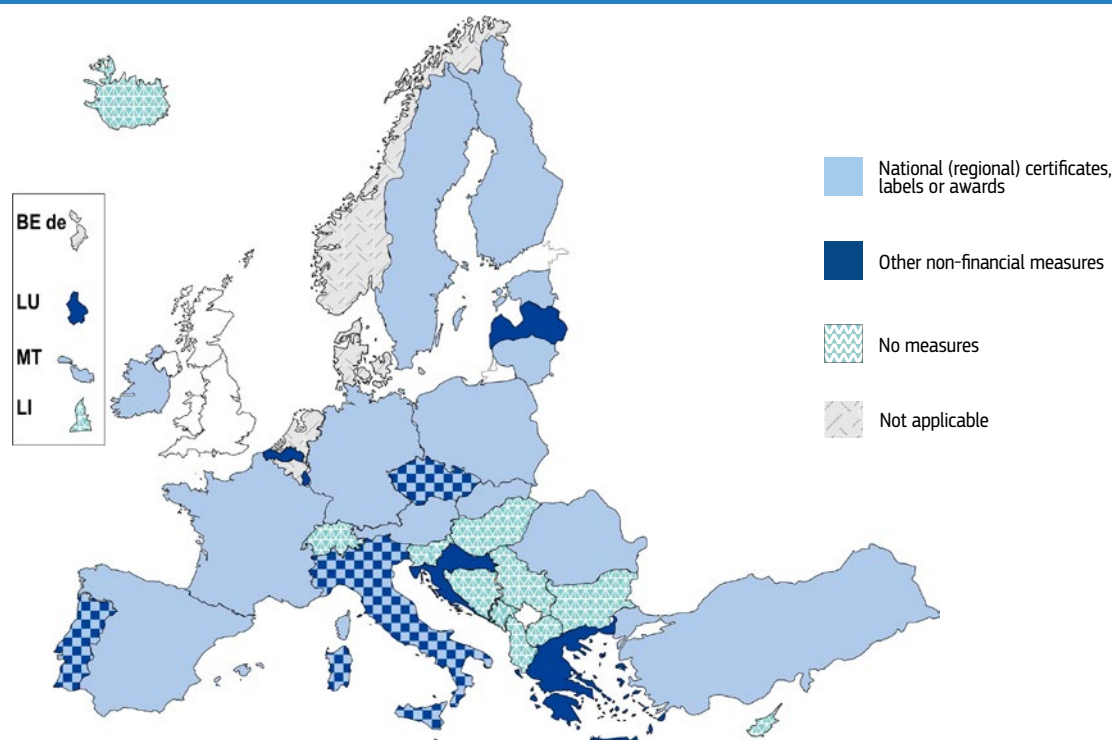 BE de
LU
MT
LI
National (regional) certificates,
labels or awards
Other non-financial measures
No measures
Not applicable